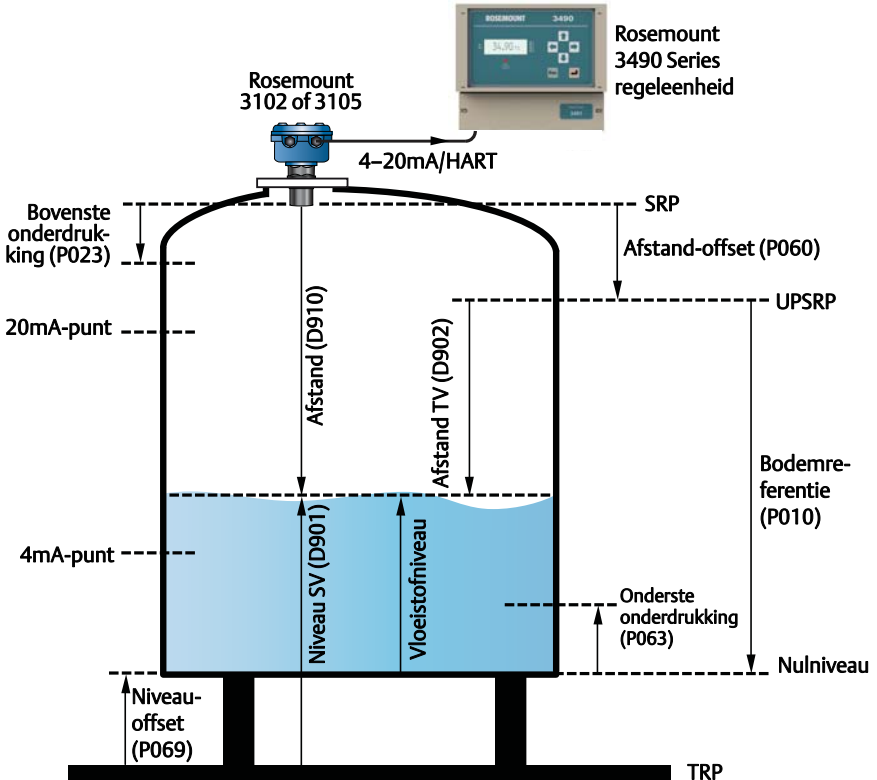 ROSEMOUNT 3490
Rosemount
3490 Series
regeleenheid
Rosemount
3102 of 3105
4–20mA/HART
SRP
Bovenste
onderdruk-
king (P023)
Afstand-offset (P060)
UPSRP
20mA-punt
Afstand (D910)
Afstand TV (D902)
Bodemre-
ferentie
(P010)
4mA-punt
Niveau SV (D901)
Vloeistofniveau
Onderste
onderdrukking
(P063)
Nulniveau
Niveau-
offset
(P069)
TRP